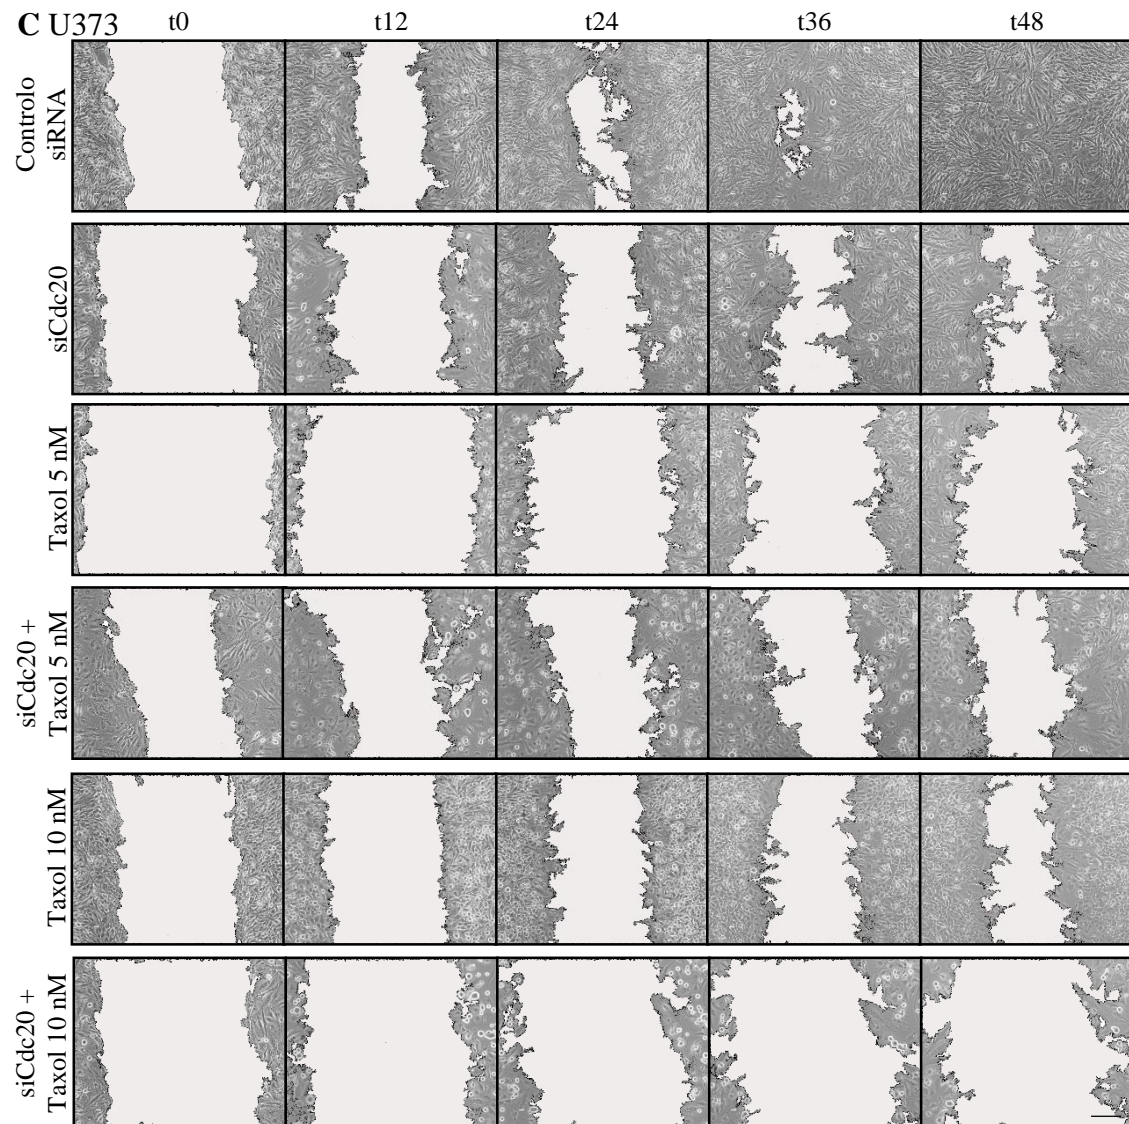 C U373 t0 t12 t24 t36 t48
Controlo
siRNA
siCdc20
Taxol 5 nM
siCdc20 +
Taxol 5 nM
Taxol 10 nM
siCdc20 +
Taxol 10 nM